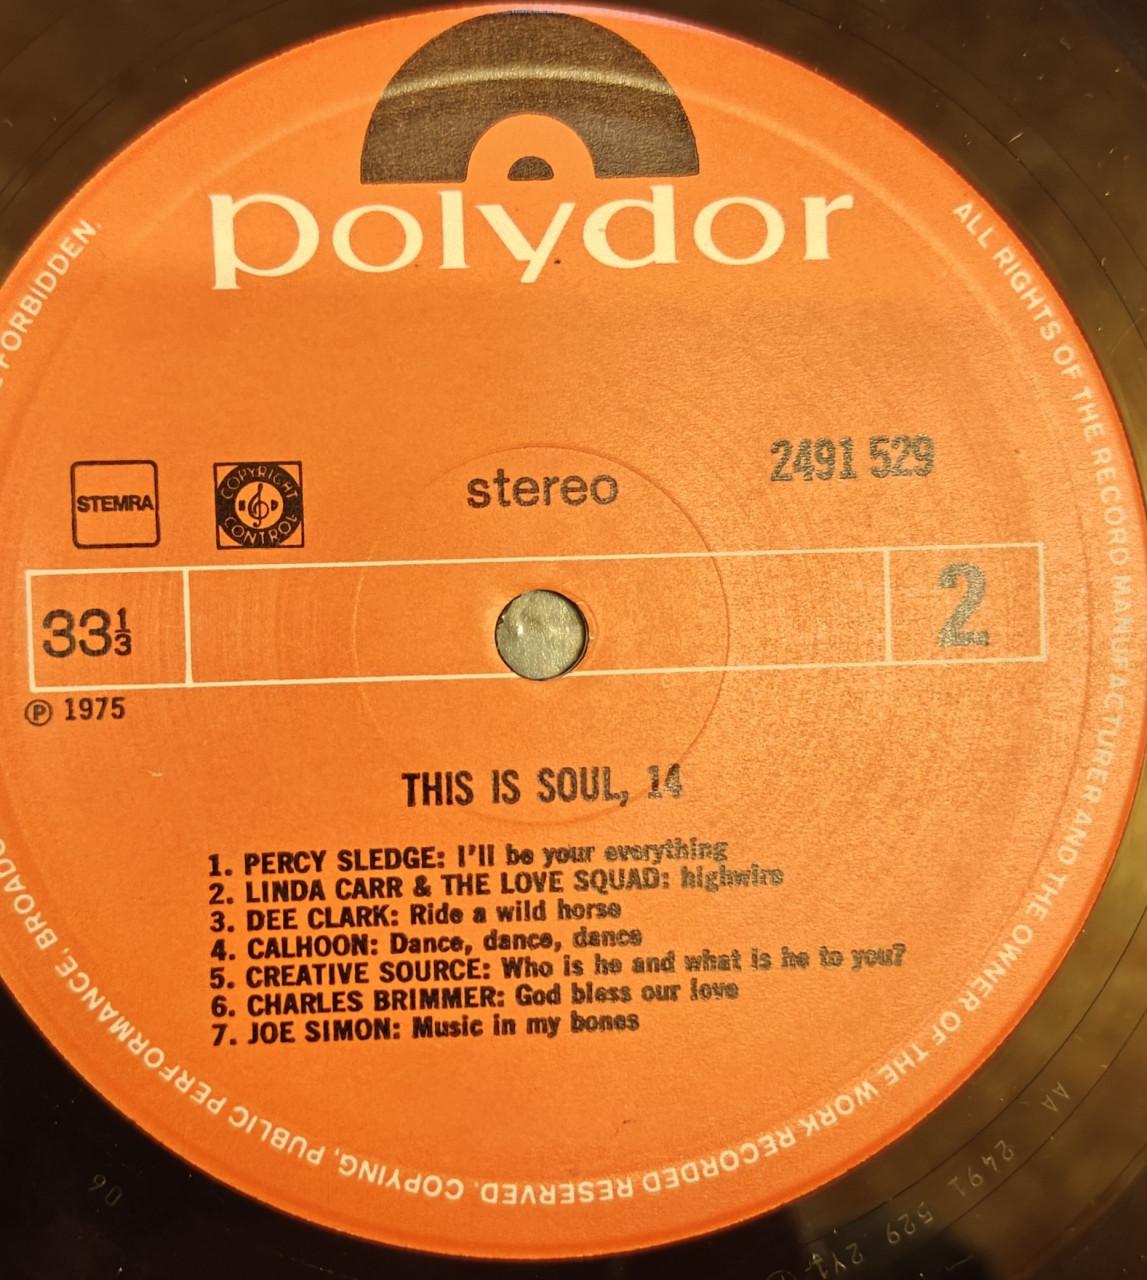 polydor
ALL RIGHTS OF THE RECORD MANUFACTURER AND THE OWNER OF THE WORK RECORDED RESERVED. COPYING, PUBLIC PERFORMANCE, BROADC
FORBIDDEN.
STEMRA
COPYRIGHT
CONTROL
stereo
2491 529
33⅓
2
℗ 1975
THIS IS SOUL, 14
1. PERCY SLEDGE: I'll be your everything
2. LINDA CARR & THE LOVE SQUAD: highwire
3. DEE CLARK: Ride a wild horse
4. CALHOON: Dance, dance, dance
5. CREATIVE SOURCE: Who is he and what is he to you?
6. CHARLES BRIMMER: God bless our love
7. JOE SIMON: Music in my bones
AA 2491 529 2Y